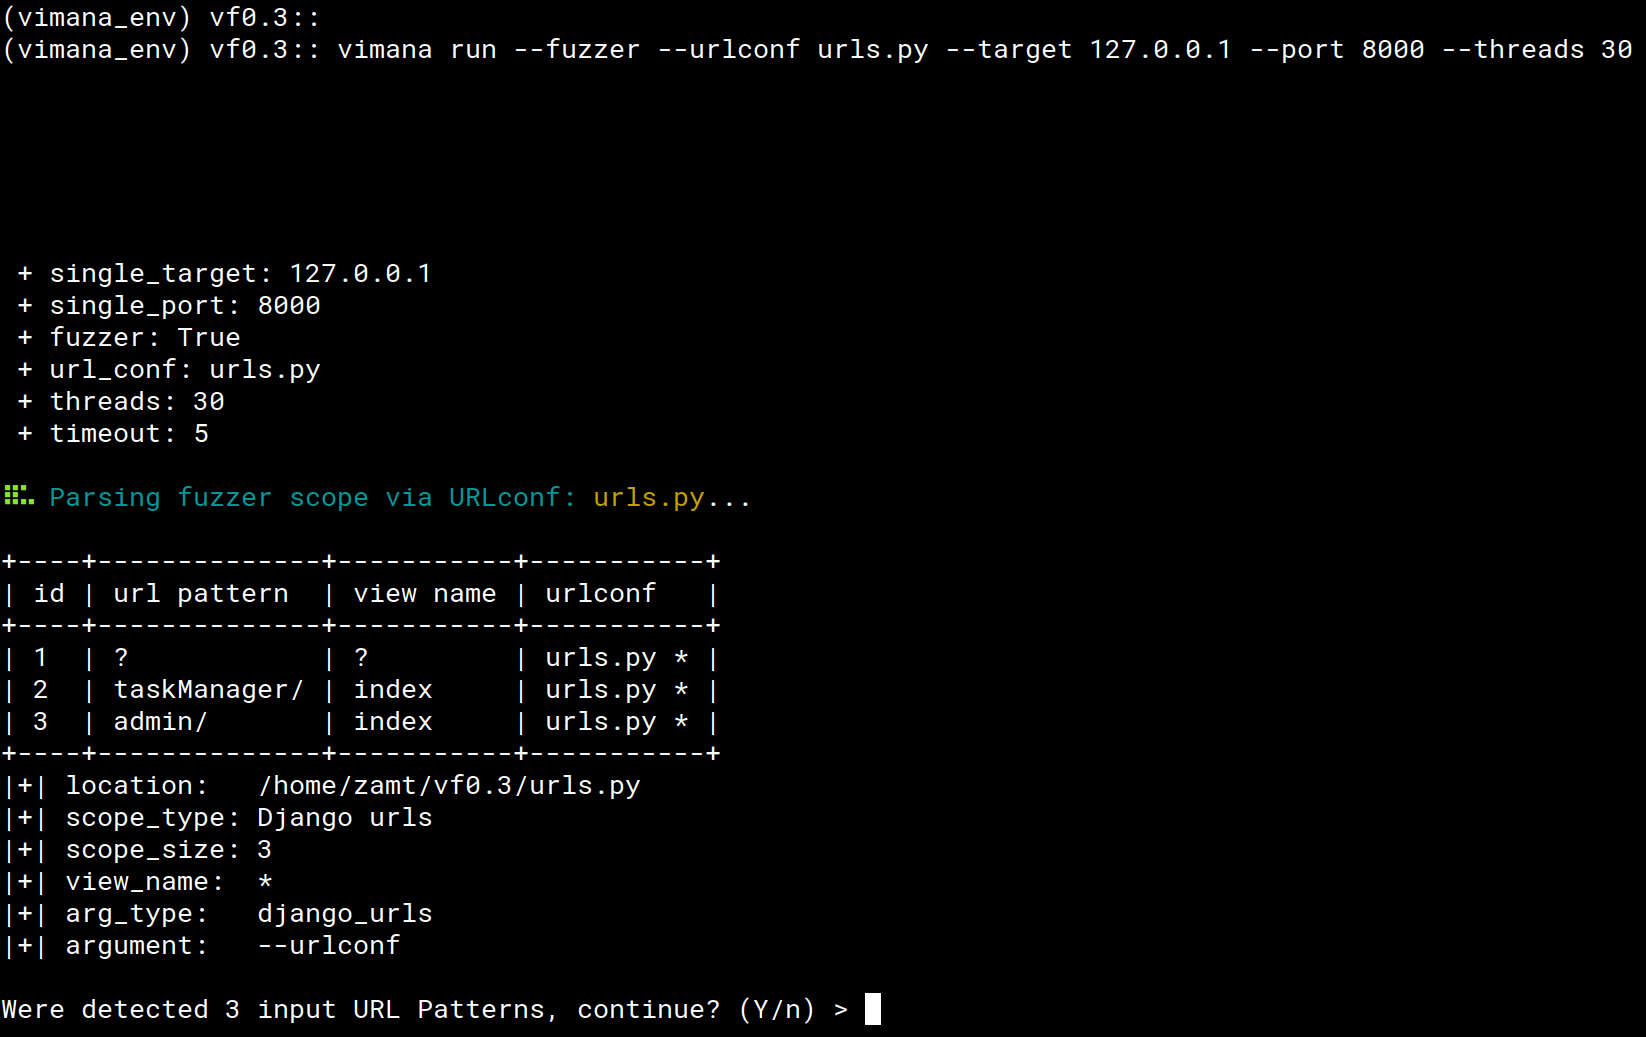 (vimana_env) vf0.3::
(vimana_env) vf0.3:: vimana run --fuzzer --urlconf urls.py --target 127.0.0.1 --port 8000 --threads 30
+ single_target: 127.0.0.1
+ single_port: 8000
+ fuzzer: True
+ url_conf: urls.py
+ threads: 30
+ timeout: 5
Parsing fuzzer scope via URLconf: urls.py...
+----+--------------+-----------+-----------+
| id | url pattern  | view name | urlconf   |
+----+--------------+-----------+-----------+
| 1  | ?            | ?         | urls.py * |
| 2  | taskManager/ | index     | urls.py * |
| 3  | admin/       | index     | urls.py * |
+----+--------------+-----------+-----------+
|+| location:   /home/zamt/vf0.3/urls.py
|+| scope_type: Django urls
|+| scope_size: 3
|+| view_name:  *
|+| arg_type:   django_urls
|+| argument:   --urlconf
Were detected 3 input URL Patterns, continue? (Y/n) >